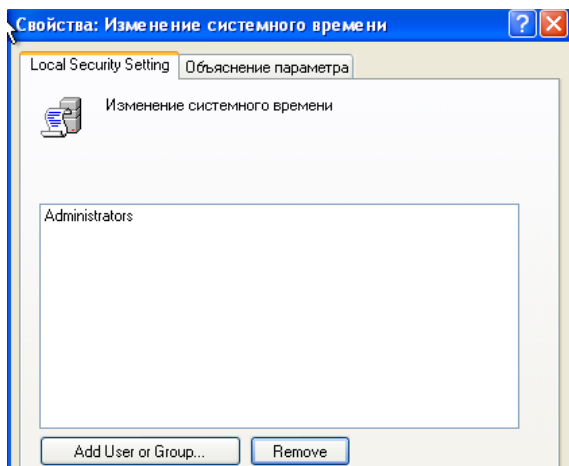 Свойства: Изменение системного времени
Local Security Setting
Объяснение параметра
Изменение системного времени
Administrators
Add User or Group...
Remove